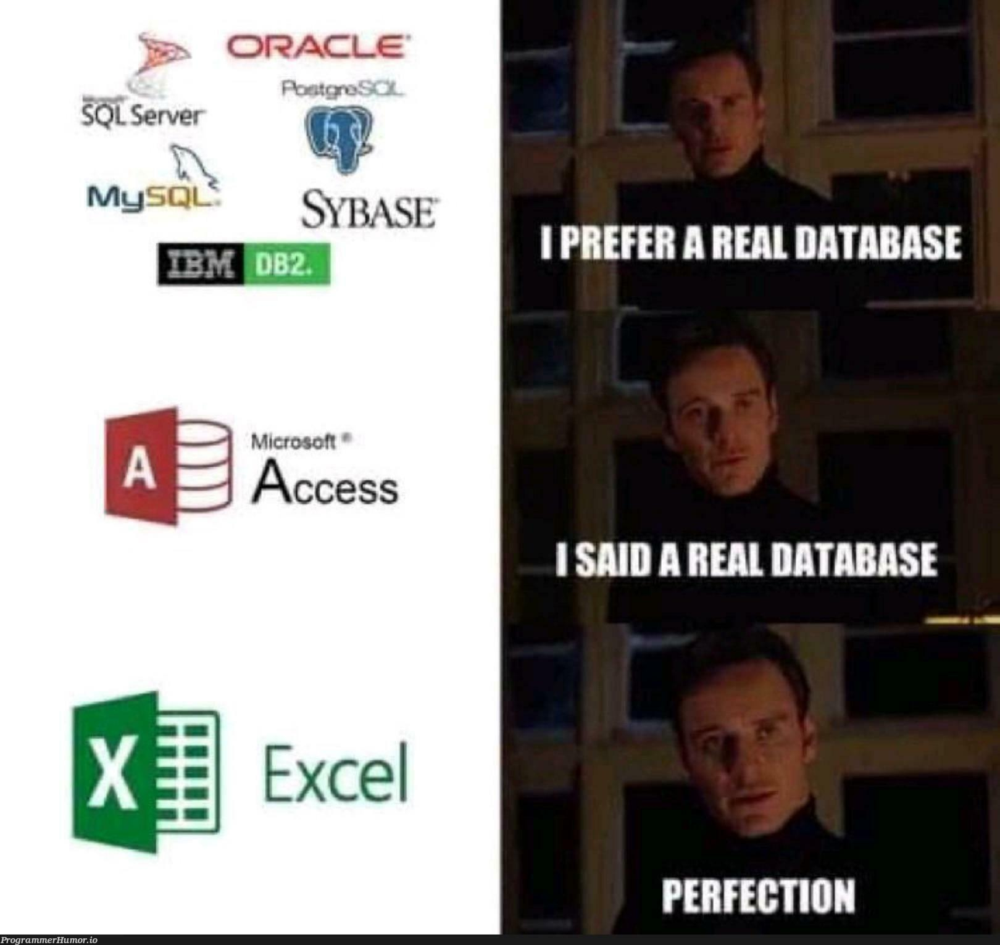 ORACLE
PostgreSQL
Microsoft
SQL Server
MySQL
SYBASE
IBM DB2.
I PREFER A REAL DATABASE
A
Microsoft ®
Access
I SAID A REAL DATABASE
X
Excel
PERFECTION
ProgrammerHumor.io